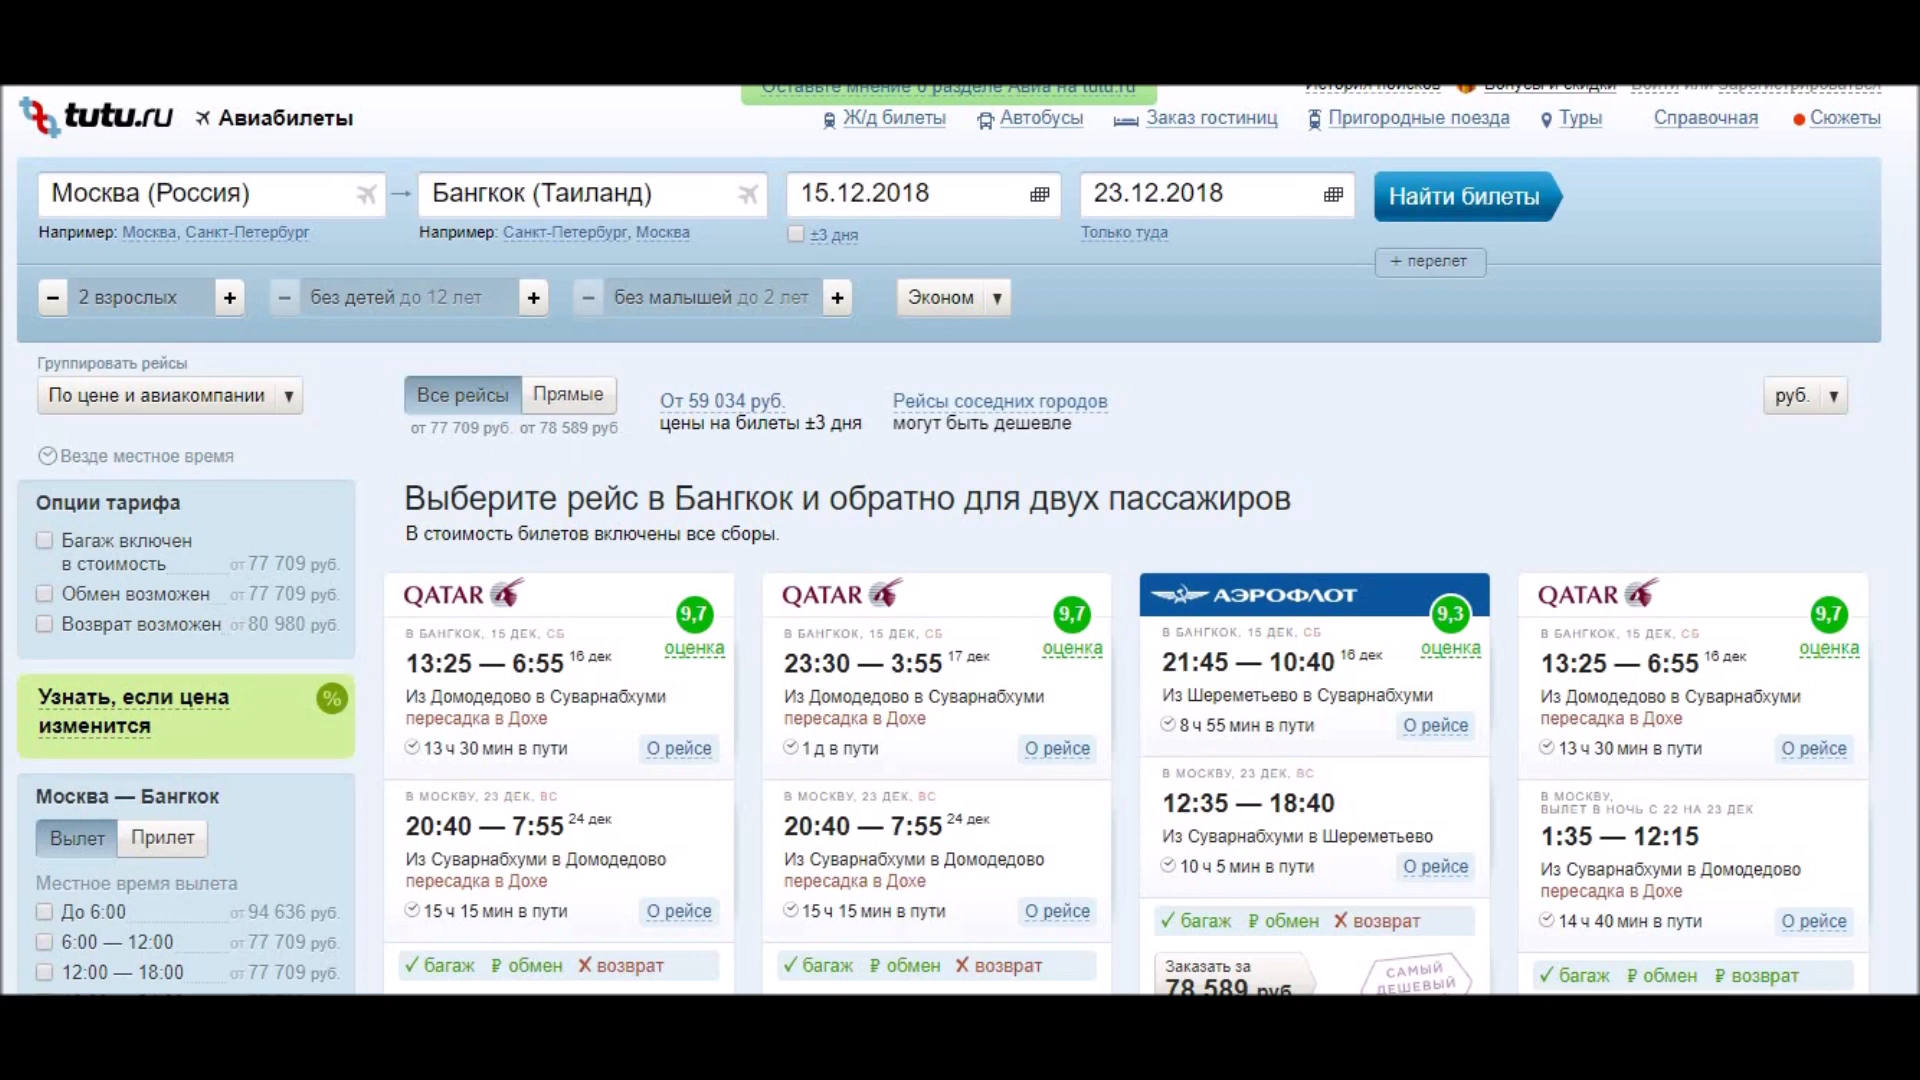 Оставьте мнение о разделе Авиа на tutu.ru
История поисков Бонусы и скидки Войти или Зарегистрироваться
tutu.ru Авиабилеты
Ж/д билеты Автобусы Заказ гостиниц Пригородные поезда Туры Справочная Сюжеты
Москва (Россия) → Бангкок (Таиланд) 15.12.2018 23.12.2018 Найти билеты
Например: Москва, Санкт-Петербург Например: Санкт-Петербург, Москва ±3 дня Только туда
+ перелет
− 2 взрослых + − без детей до 12 лет + − без малышей до 2 лет + Эконом ▼
Группировать рейсы
По цене и авиакомпании ▼
Все рейсы Прямые
от 77 709 руб. от 78 589 руб
От 59 034 руб.
цены на билеты ±3 дня
Рейсы соседних городов
могут быть дешевле
руб. ▼
Везде местное время
Опции тарифа
Багаж включен
в стоимость от 77 709 руб.
Обмен возможен от 77 709 руб.
Возврат возможен от 80 980 руб.
Узнать, если цена %
изменится
Москва — Бангкок
Вылет Прилет
Местное время вылета
До 6:00 от 94 636 руб.
6:00 — 12:00 от 77 709 руб.
12:00 — 18:00 от 77 709 руб.
Выберите рейс в Бангкок и обратно для двух пассажиров
В стоимость билетов включены все сборы.
QATAR
9,7
оценка
В БАНГКОК, 15 ДЕК, СБ
13:25 — 6:55 16 дек
Из Домодедово в Суварнабхуми
пересадка в Дохе
13 ч 30 мин в пути О рейсе
В МОСКВУ, 23 ДЕК, ВС
20:40 — 7:55 24 дек
Из Суварнабхуми в Домодедово
пересадка в Дохе
15 ч 15 мин в пути О рейсе
✓ багаж ₽ обмен ✗ возврат
QATAR
9,7
оценка
В БАНГКОК, 15 ДЕК, СБ
23:30 — 3:55 17 дек
Из Домодедово в Суварнабхуми
пересадка в Дохе
1 д в пути О рейсе
В МОСКВУ, 23 ДЕК, ВС
20:40 — 7:55 24 дек
Из Суварнабхуми в Домодедово
пересадка в Дохе
15 ч 15 мин в пути О рейсе
✓ багаж ₽ обмен ✗ возврат
АЭРОФЛОТ
9,3
оценка
В БАНГКОК, 15 ДЕК, СБ
21:45 — 10:40 16 дек
Из Шереметьево в Суварнабхуми
8 ч 55 мин в пути О рейсе
В МОСКВУ, 23 ДЕК, ВС
12:35 — 18:40
Из Суварнабхуми в Шереметьево
10 ч 5 мин в пути О рейсе
✓ багаж ₽ обмен ✗ возврат
Заказать за
78 589 руб
САМЫЙ
ДЕШЕВЫЙ
QATAR
9,7
оценка
В БАНГКОК, 15 ДЕК, СБ
13:25 — 6:55 16 дек
Из Домодедово в Суварнабхуми
пересадка в Дохе
13 ч 30 мин в пути О рейсе
В МОСКВУ,
ВЫЛЕТ В НОЧЬ С 22 НА 23 ДЕК
1:35 — 12:15
Из Суварнабхуми в Домодедово
пересадка в Дохе
14 ч 40 мин в пути О рейсе
✓ багаж ₽ обмен ₽ возврат